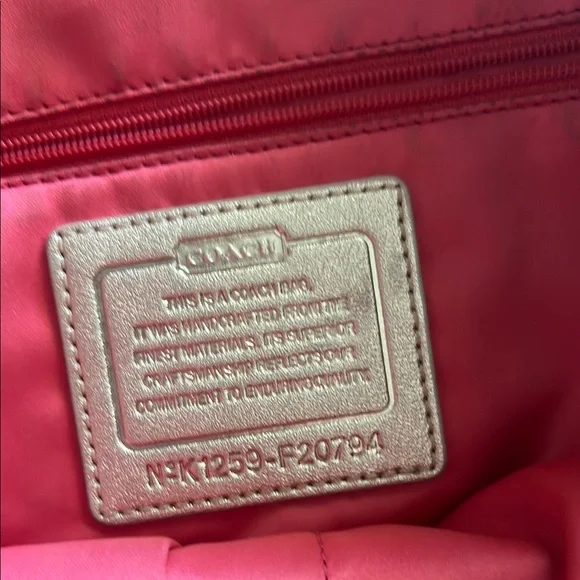 COACH
THIS IS A COACH BAG.
IT WAS HANDCRAFTED FROM THE
FINEST MATERIALS. ITS SUPERIOR
CRAFTSMANSHIP REFLECTS OUR
COMMITMENT TO ENDURING QUALITY.
Nº K1259-F20794